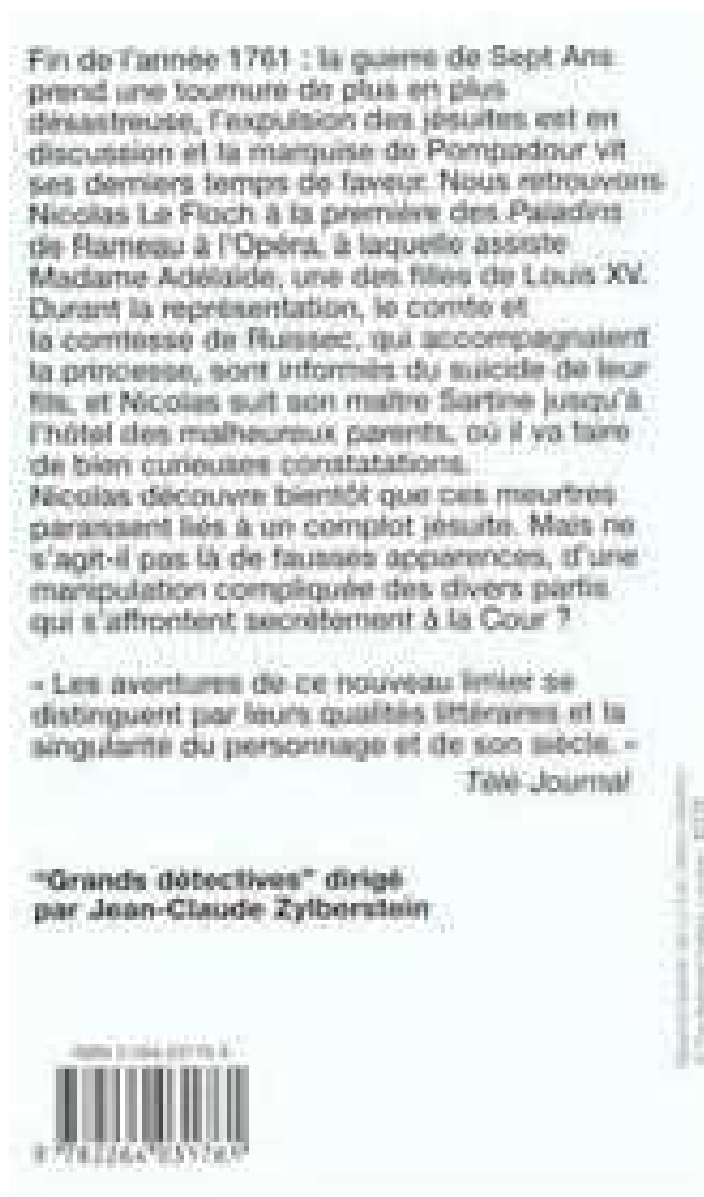 Fin de l'année 1761 : la guerre de Sept Ans
prend une tournure de plus en plus
désastreuse, l'expulsion des jésuites est en
discussion et la marquise de Pompadour vit
ses derniers temps de faveur. Nous retrouvons
Nicolas Le Floch à la première des Paladins
de Rameau à l'Opéra, à laquelle assiste
Madame Adélaïde, une des filles de Louis XV.
Durant la représentation, le comte et
la comtesse de Ruissec, qui accompagnaient
la princesse, sont informés du suicide de leur
fils, et Nicolas suit son maître Sartine jusqu'à
l'hôtel des malheureux parents, où il va faire
de bien curieuses constatations.
Nicolas découvre bientôt que ces meurtres
paraissent liés à un complot jésuite. Mais ne
s'agit-il pas là de fausses apparences, d'une
manipulation compliquée des divers partis
qui s'affrontent secrètement à la Cour ?
« Les aventures de ce nouveau limier se
distinguent par leurs qualités littéraires et la
singularité du personnage et de son siècle. »
Télé Journal
"Grands détectives" dirigé
par Jean-Claude Zylberstein
ISBN